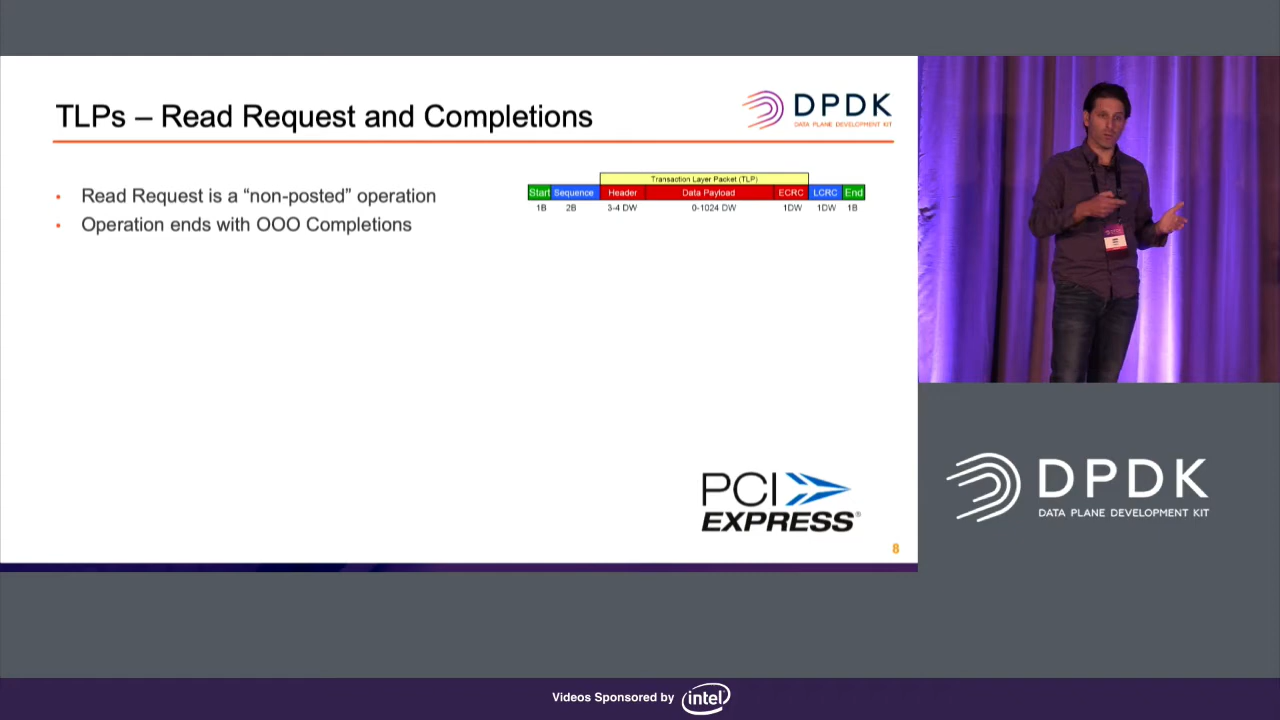 TLPs – Read Request and Completions
DPDK
DATA PLANE DEVELOPMENT KIT
• Read Request is a “non-posted” operation
• Operation ends with OOO Completions
Transaction Layer Packet (TLP)
Start Sequence Header Data Payload ECRC LCRC End
1B 2B 3-4 DW 0-1024 DW 1DW 1DW 1B
PCI
EXPRESS®
8
DPDK
DATA PLANE DEVELOPMENT KIT
Videos Sponsored by intel